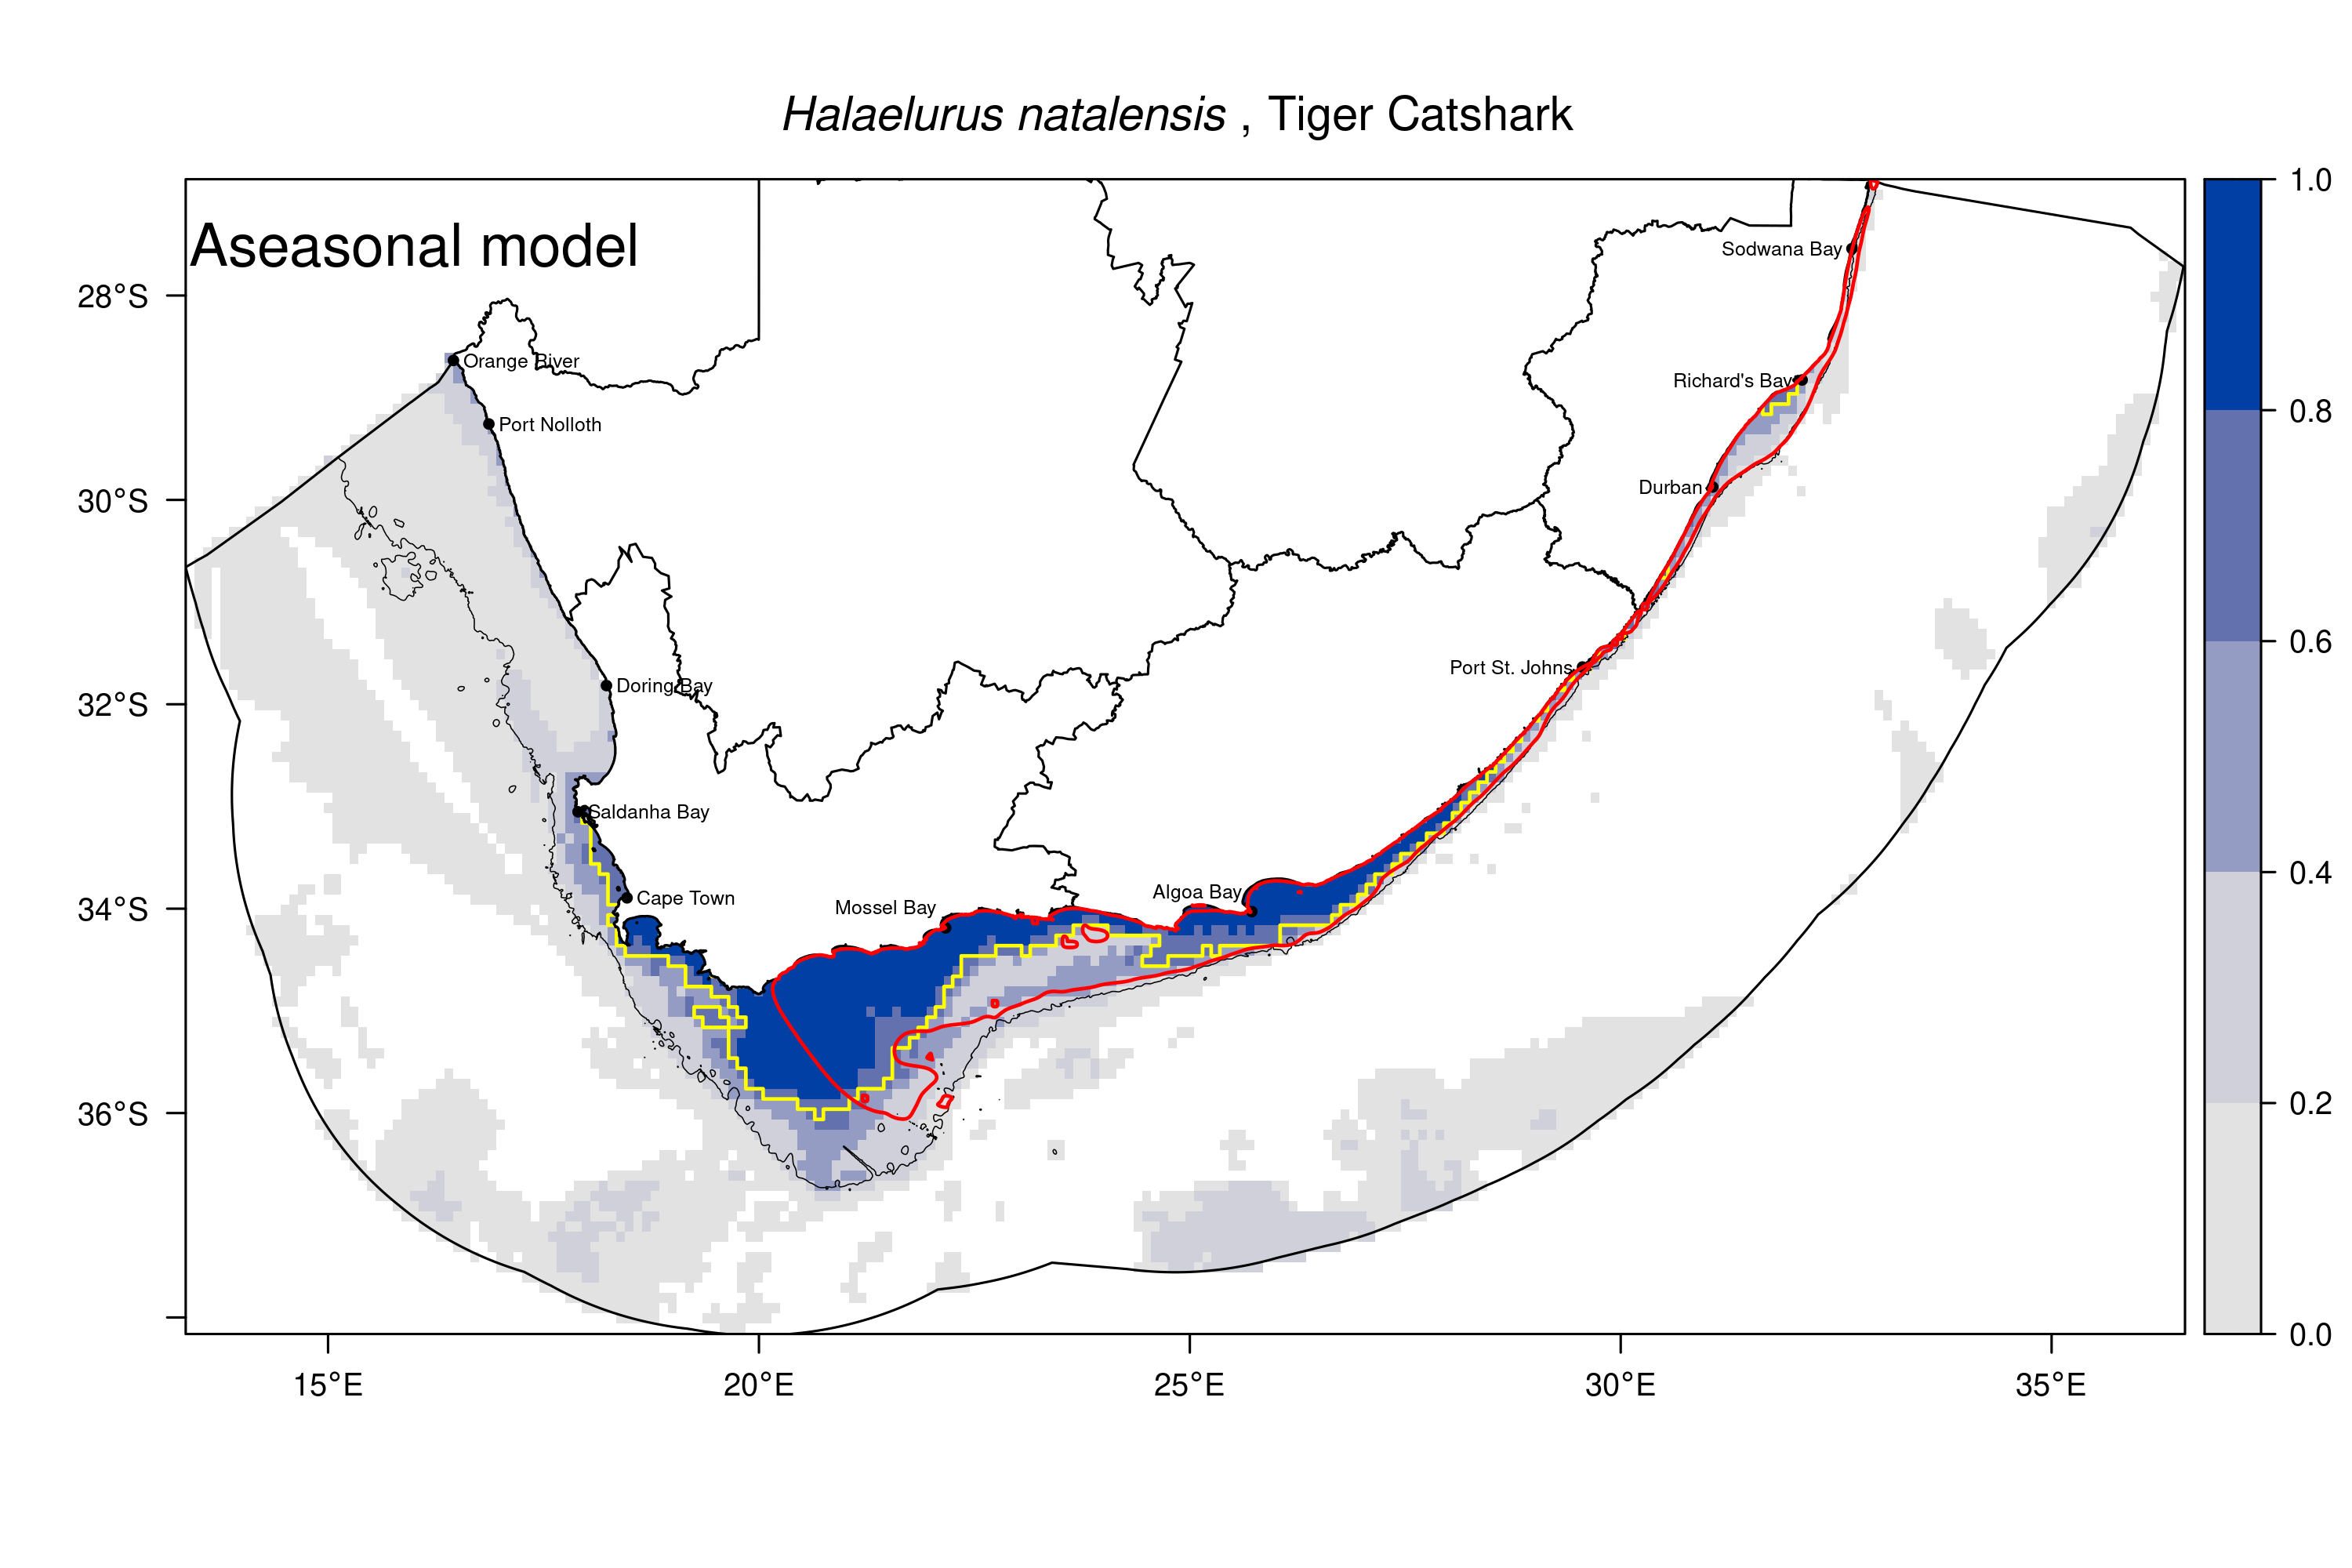 Halaelurus natalensis , Tiger Catshark
Aseasonal model
1.0
0.8
0.6
0.4
0.2
0.0
28°S
30°S
32°S
34°S
36°S
15°E
20°E
25°E
30°E
35°E
Sodwana Bay
Orange River
Richard's Bay
Port Nolloth
Durban
Port St. Johns
Doring Bay
Saldanha Bay
Algoa Bay
Cape Town
Mossel Bay